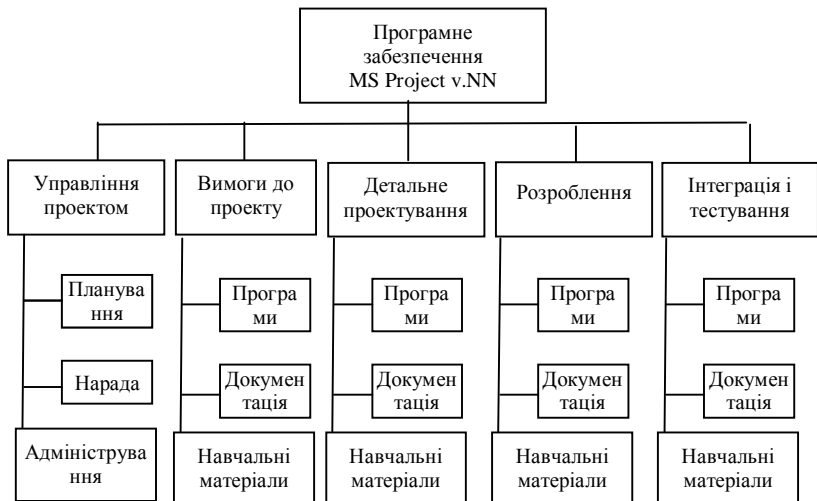 Програмне
забезпечення
MS Project v.NN
Управління
проектом
Вимоги до
проекту
Детальне
проектування
Розроблення
Інтеграція і
тестування
Планува
ння
Програ
ми
Програ
ми
Програ
ми
Програ
ми
Нарада
Докумен
тація
Докумен
тація
Докумен
тація
Докумен
тація
Адмініструва
ння
Навчальні
матеріали
Навчальні
матеріали
Навчальні
матеріали
Навчальні
матеріали